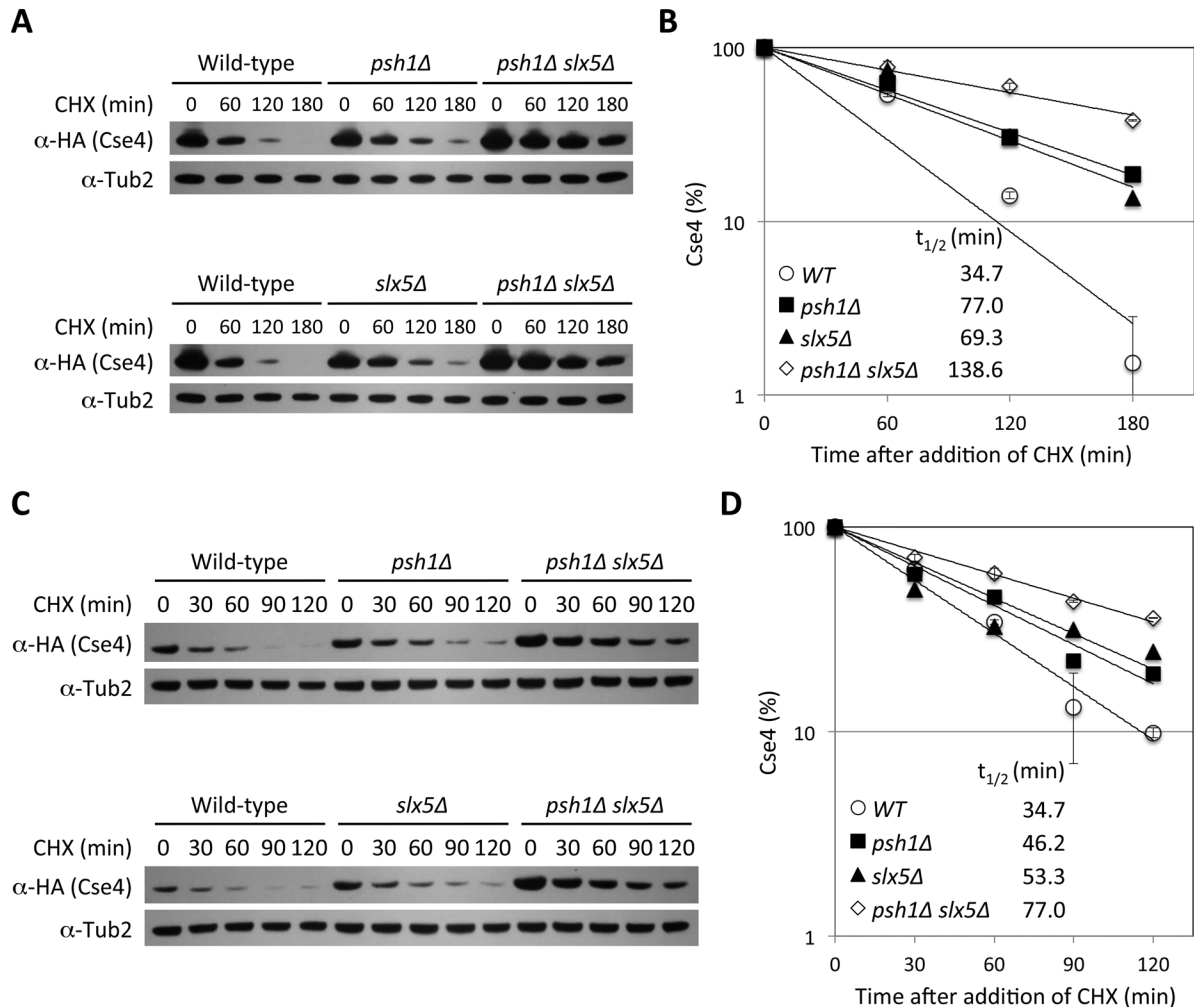 A
Wild-type psh1Δ psh1Δ slx5Δ
CHX (min) 0 60 120 180 0 60 120 180 0 60 120 180
α-HA (Cse4)
α-Tub2
Wild-type slx5Δ psh1Δ slx5Δ
CHX (min) 0 60 120 180 0 60 120 180 0 60 120 180
α-HA (Cse4)
α-Tub2
B
100
10
1
Cse4 (%)
t1/2 (min)
WT 34.7
psh1Δ 77.0
slx5Δ 69.3
psh1Δ slx5Δ 138.6
0 60 120 180
Time after addition of CHX (min)
C
Wild-type psh1Δ psh1Δ slx5Δ
CHX (min) 0 30 60 90 120 0 30 60 90 120 0 30 60 90 120
α-HA (Cse4)
α-Tub2
Wild-type slx5Δ psh1Δ slx5Δ
CHX (min) 0 30 60 90 120 0 30 60 90 120 0 30 60 90 120
α-HA (Cse4)
α-Tub2
D
100
10
1
Cse4 (%)
t1/2 (min)
WT 34.7
psh1Δ 46.2
slx5Δ 53.3
psh1Δ slx5Δ 77.0
0 30 60 90 120
Time after addition of CHX (min)